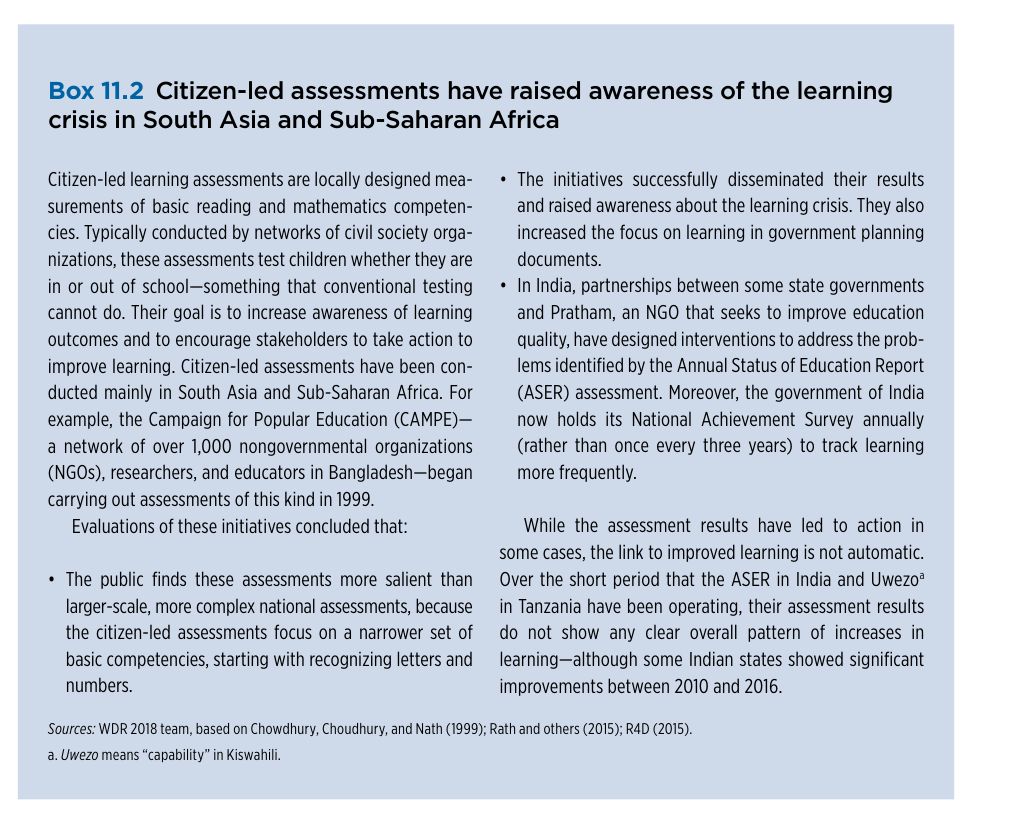 Box 11.2 Citizen-led assessments have raised awareness of the learning
crisis in South Asia and Sub-Saharan Africa
Citizen-led learning assessments are locally designed mea-
surements of basic reading and mathematics competen-
cies. Typically conducted by networks of civil society orga-
nizations, these assessments test children whether they are
in or out of school—something that conventional testing
cannot do. Their goal is to increase awareness of learning
outcomes and to encourage stakeholders to take action to
improve learning. Citizen-led assessments have been con-
ducted mainly in South Asia and Sub-Saharan Africa. For
example, the Campaign for Popular Education (CAMPE)—
a network of over 1,000 nongovernmental organizations
(NGOs), researchers, and educators in Bangladesh—began
carrying out assessments of this kind in 1999.
Evaluations of these initiatives concluded that:
• The public finds these assessments more salient than
larger-scale, more complex national assessments, because
the citizen-led assessments focus on a narrower set of
basic competencies, starting with recognizing letters and
numbers.
• The initiatives successfully disseminated their results
and raised awareness about the learning crisis. They also
increased the focus on learning in government planning
documents.
• In India, partnerships between some state governments
and Pratham, an NGO that seeks to improve education
quality, have designed interventions to address the prob-
lems identified by the Annual Status of Education Report
(ASER) assessment. Moreover, the government of India
now holds its National Achievement Survey annually
(rather than once every three years) to track learning
more frequently.
While the assessment results have led to action in
some cases, the link to improved learning is not automatic.
Over the short period that the ASER in India and Uwezoᵃ
in Tanzania have been operating, their assessment results
do not show any clear overall pattern of increases in
learning—although some Indian states showed significant
improvements between 2010 and 2016.
Sources: WDR 2018 team, based on Chowdhury, Choudhury, and Nath (1999); Rath and others (2015); R4D (2015).
a. Uwezo means “capability” in Kiswahili.